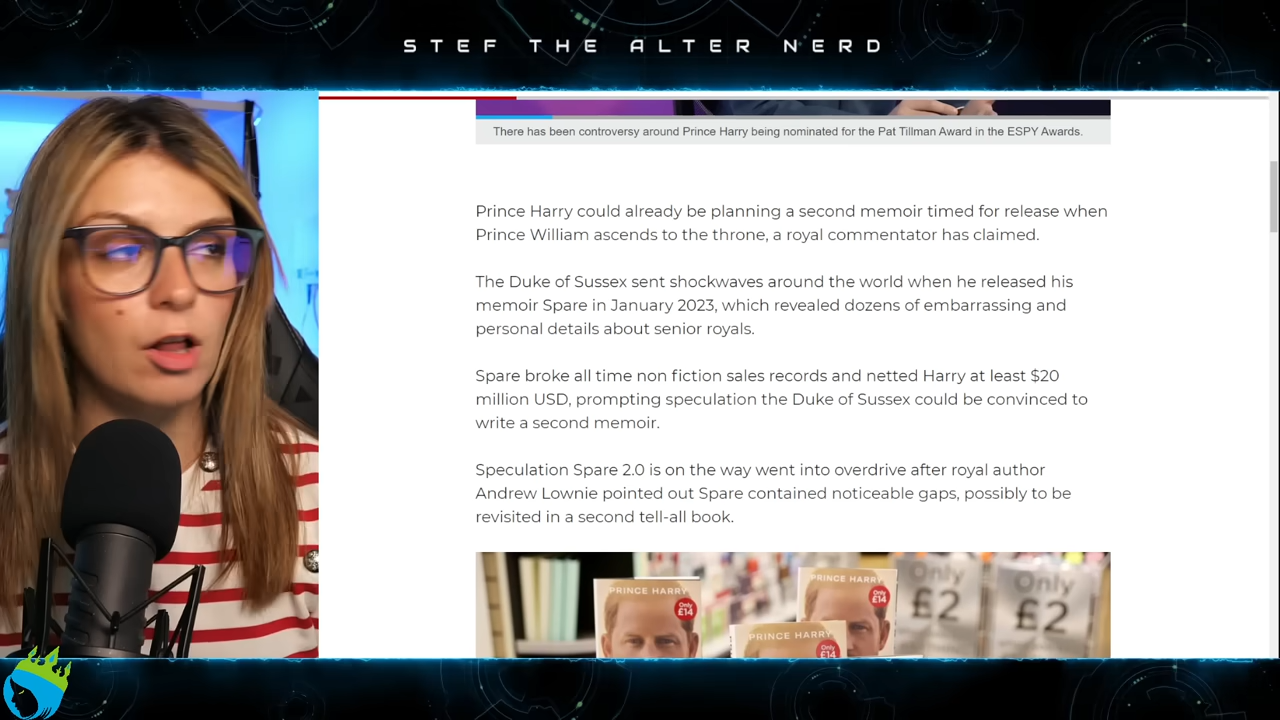 STEF THE ALTER NERD
There has been controversy around Prince Harry being nominated for the Pat Tillman Award in the ESPY Awards.
Prince Harry could already be planning a second memoir timed for release when
Prince William ascends to the throne, a royal commentator has claimed.
The Duke of Sussex sent shockwaves around the world when he released his
memoir Spare in January 2023, which revealed dozens of embarrassing and
personal details about senior royals.
Spare broke all time non fiction sales records and netted Harry at least $20
million USD, prompting speculation the Duke of Sussex could be convinced to
write a second memoir.
Speculation Spare 2.0 is on the way went into overdrive after royal author
Andrew Lownie pointed out Spare contained noticeable gaps, possibly to be
revisited in a second tell-all book.
PRINCE HARRY
Only
£14
PRINCE HARRY
Only
£14
PRINCE HARRY
Only
£14
Only
£2
Only
£2